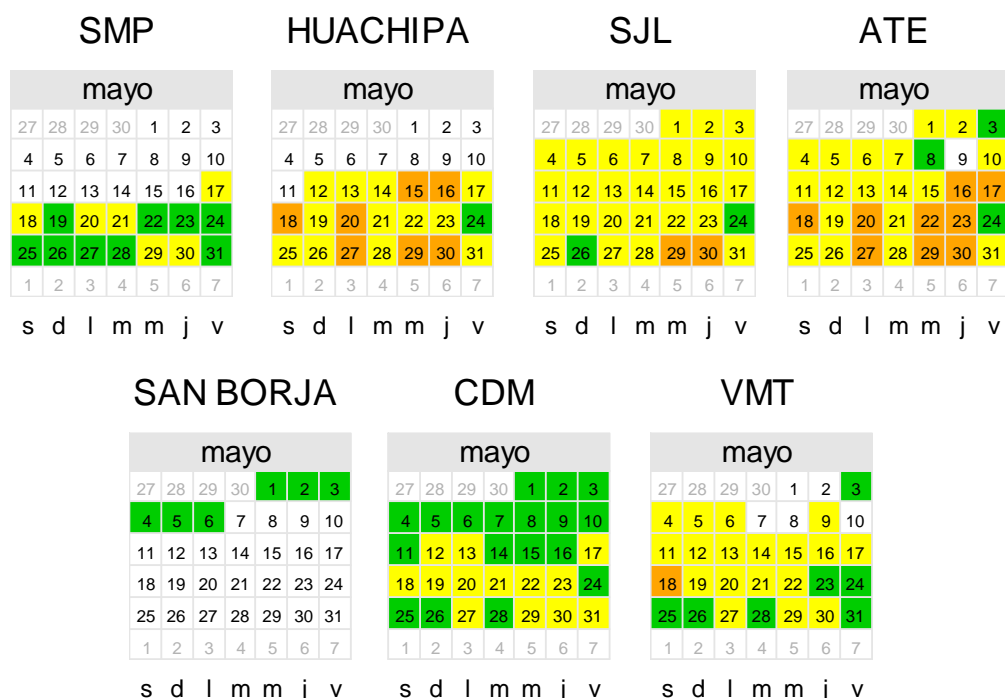 SMP HUACHIPA SJL ATE
mayo mayo mayo mayo
27 28 29 30 1 2 3 27 28 29 30 1 2 3 27 28 29 30 1 2 3 27 28 29 30 1 2 3
4 5 6 7 8 9 10 4 5 6 7 8 9 10 4 5 6 7 8 9 10 4 5 6 7 8 9 10
11 12 13 14 15 16 17 11 12 13 14 15 16 17 11 12 13 14 15 16 17 11 12 13 14 15 16 17
18 19 20 21 22 23 24 18 19 20 21 22 23 24 18 19 20 21 22 23 24 18 19 20 21 22 23 24
25 26 27 28 29 30 31 25 26 27 28 29 30 31 25 26 27 28 29 30 31 25 26 27 28 29 30 31
1 2 3 4 5 6 7 1 2 3 4 5 6 7 1 2 3 4 5 6 7 1 2 3 4 5 6 7
s d l m m j v s d l m m j v s d l m m j v s d l m m j v
SAN BORJA CDM VMT
mayo mayo mayo
27 28 29 30 1 2 3 27 28 29 30 1 2 3 27 28 29 30 1 2 3
4 5 6 7 8 9 10 4 5 6 7 8 9 10 4 5 6 7 8 9 10
11 12 13 14 15 16 17 11 12 13 14 15 16 17 11 12 13 14 15 16 17
18 19 20 21 22 23 24 18 19 20 21 22 23 24 18 19 20 21 22 23 24
25 26 27 28 29 30 31 25 26 27 28 29 30 31 25 26 27 28 29 30 31
1 2 3 4 5 6 7 1 2 3 4 5 6 7 1 2 3 4 5 6 7
s d l m m j v s d l m m j v s d l m m j v